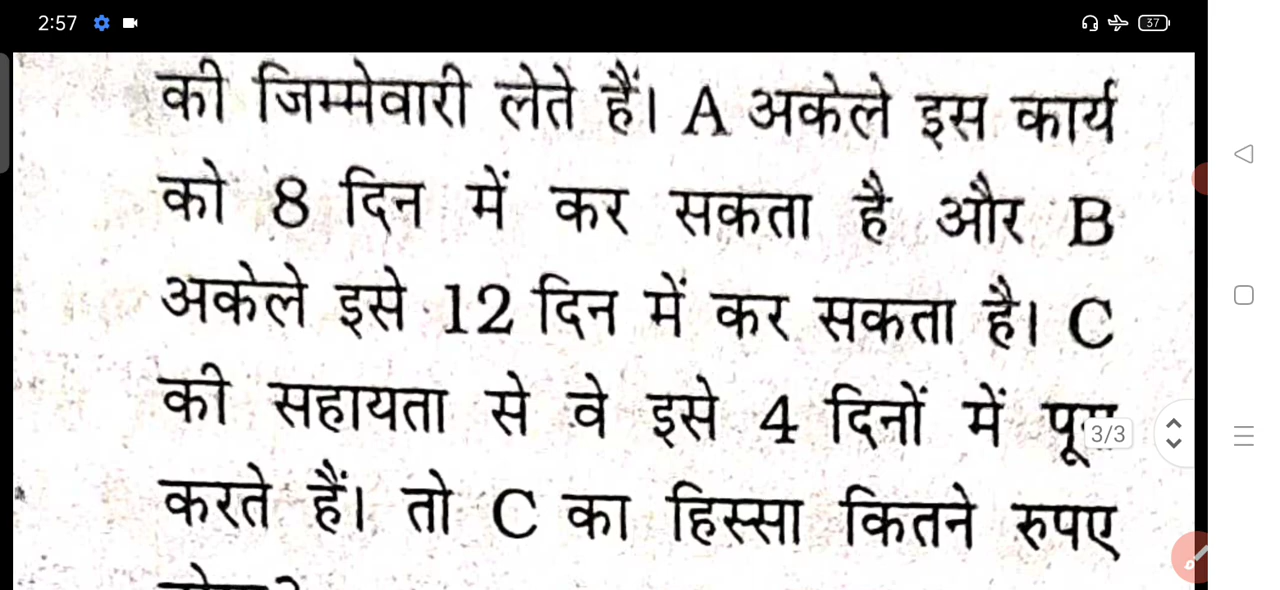 2:57
37
की जिम्मेवारी लेते हैं। A अकेले इस कार्य
को 8 दिन में कर सकता है और B
अकेले इसे 12 दिन में कर सकता है। C
की सहायता से वे इसे 4 दिनों में
3/3
करते हैं। तो C का हिस्सा कितने रुपए